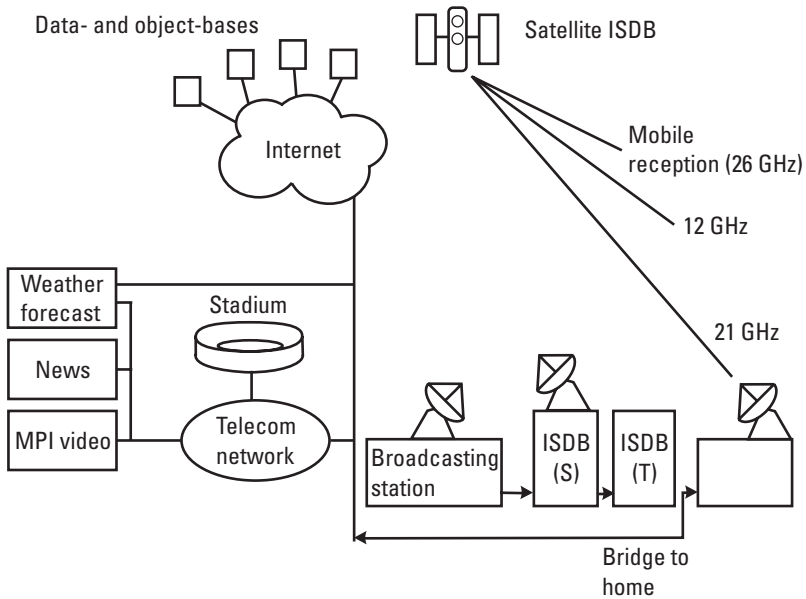 Data- and object-bases
Satellite ISDB
Internet
Mobile
reception (26 GHz)
12 GHz
Weather
forecast
Stadium
21 GHz
News
MPI video
Telecom
network
Broadcasting
station
ISDB
(S)
ISDB
(T)
Bridge to
home